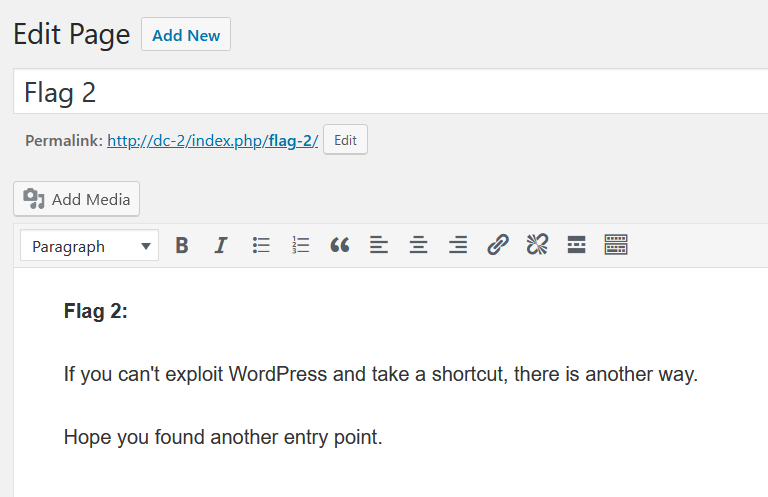 Edit Page Add New
Flag 2
Permalink: http://dc-2/index.php/flag-2/ Edit
Add Media
Paragraph B I
Flag 2:
If you can't exploit WordPress and take a shortcut, there is another way.
Hope you found another entry point.